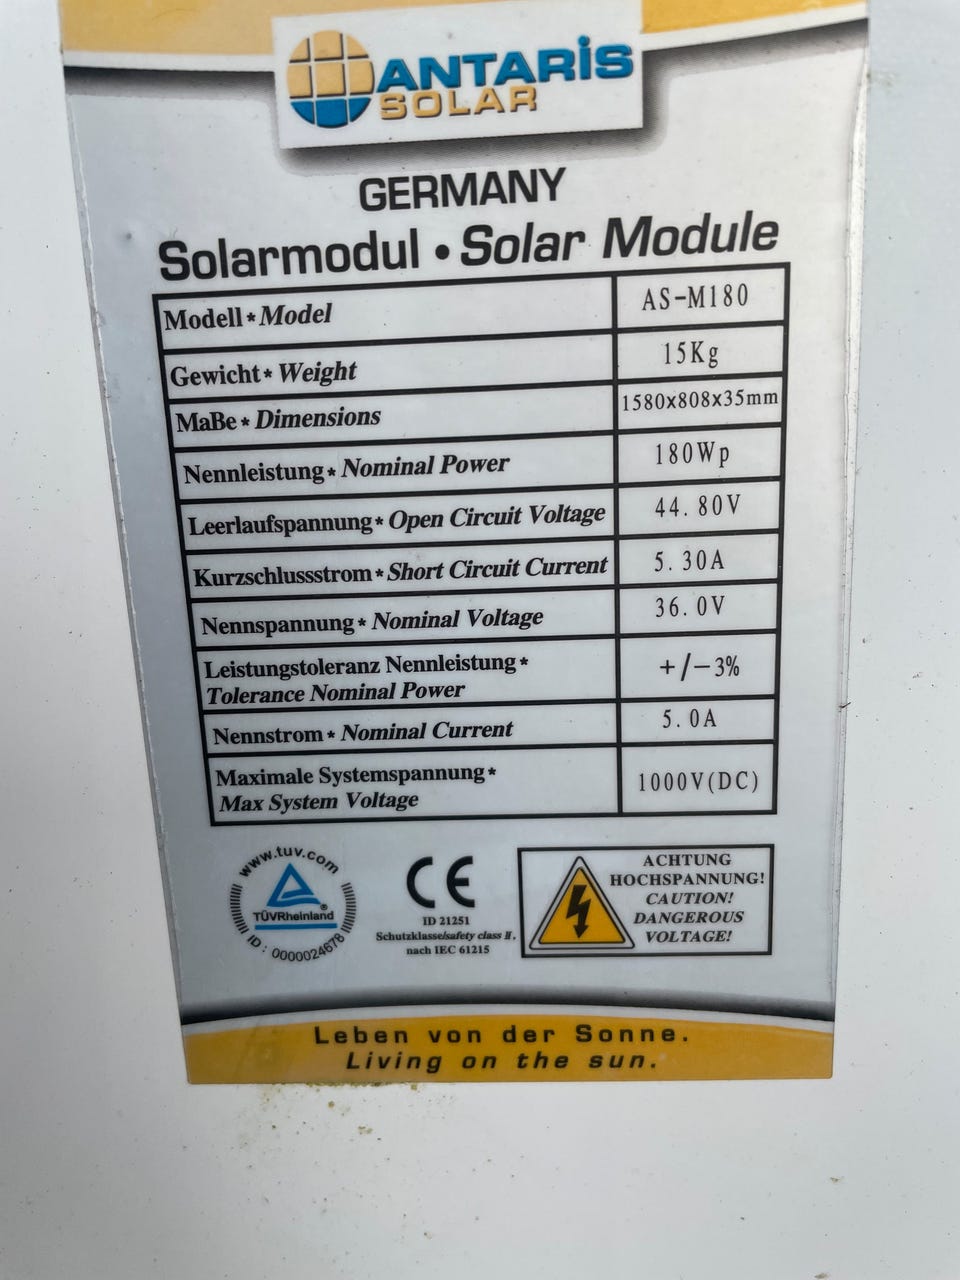 ANTARIS
SOLAR
GERMANY
Solarmodul • Solar Module
Modell * Model AS-M180
Gewicht * Weight 15Kg
MaBe * Dimensions 1580x808x35mm
Nennleistung * Nominal Power 180Wp
Leerlaufspannung * Open Circuit Voltage 44.80V
Kurzschlussstrom * Short Circuit Current 5.30A
Nennspannung * Nominal Voltage 36.0V
Leistungstoleranz Nennleistung * +/-3%
Tolerance Nominal Power
Nennstrom * Nominal Current 5.0A
Maximale Systemspannung * 1000V(DC)
Max System Voltage
www.tuv.com
TÜVRheinland ®
ID: 0000024678
CE
ID 21251
Schutzklasse/safety class II,
nach IEC 61215
ACHTUNG
HOCHSPANNUNG!
CAUTION!
DANGEROUS
VOLTAGE!
Leben von der Sonne.
Living on the sun.